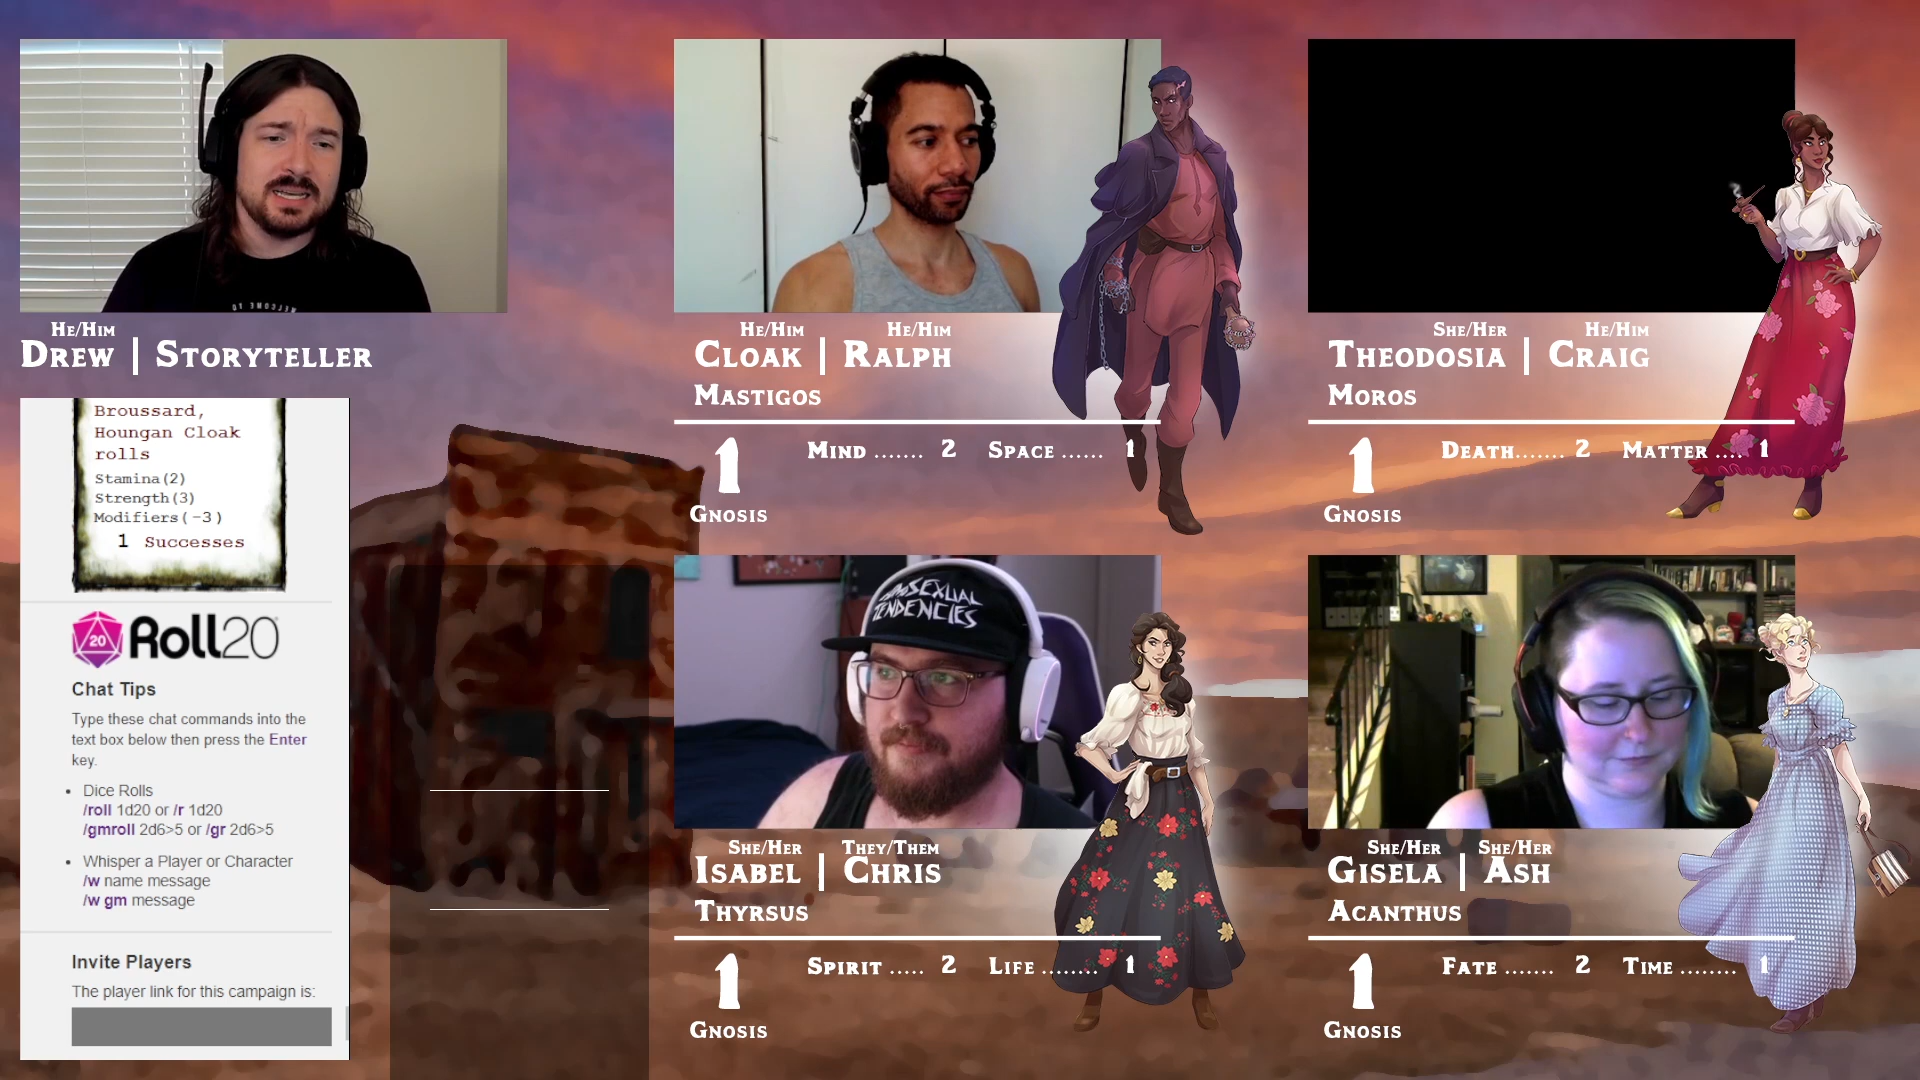 WELCOME TO
He/Him
Drew | Storyteller
He/Him He/Him
Cloak | Ralph
Mastigos
1 Mind ....... 2 Space ...... 1
Gnosis
She/Her He/Him
Theodosia | Craig
Moros
1 Death....... 2 Matter .... 1
Gnosis
Broussard,
Houngan Cloak
rolls
Stamina(2)
Strength(3)
Modifiers(-3)
1 Successes
20 Roll20
Chat Tips
Type these chat commands into the
text box below then press the Enter
key.
• Dice Rolls
/roll 1d20 or /r 1d20
/gmroll 2d6>5 or /gr 2d6>5
• Whisper a Player or Character
/w name message
/w gm message
Invite Players
The player link for this campaign is:
TENDENCIES
She/Her They/Them
Isabel | Chris
Thyrsus
1 Spirit ..... 2 Life ........ 1
Gnosis
She/Her She/Her
Gisela | Ash
Acanthus
1 Fate ....... 2 Time ........ 1
Gnosis